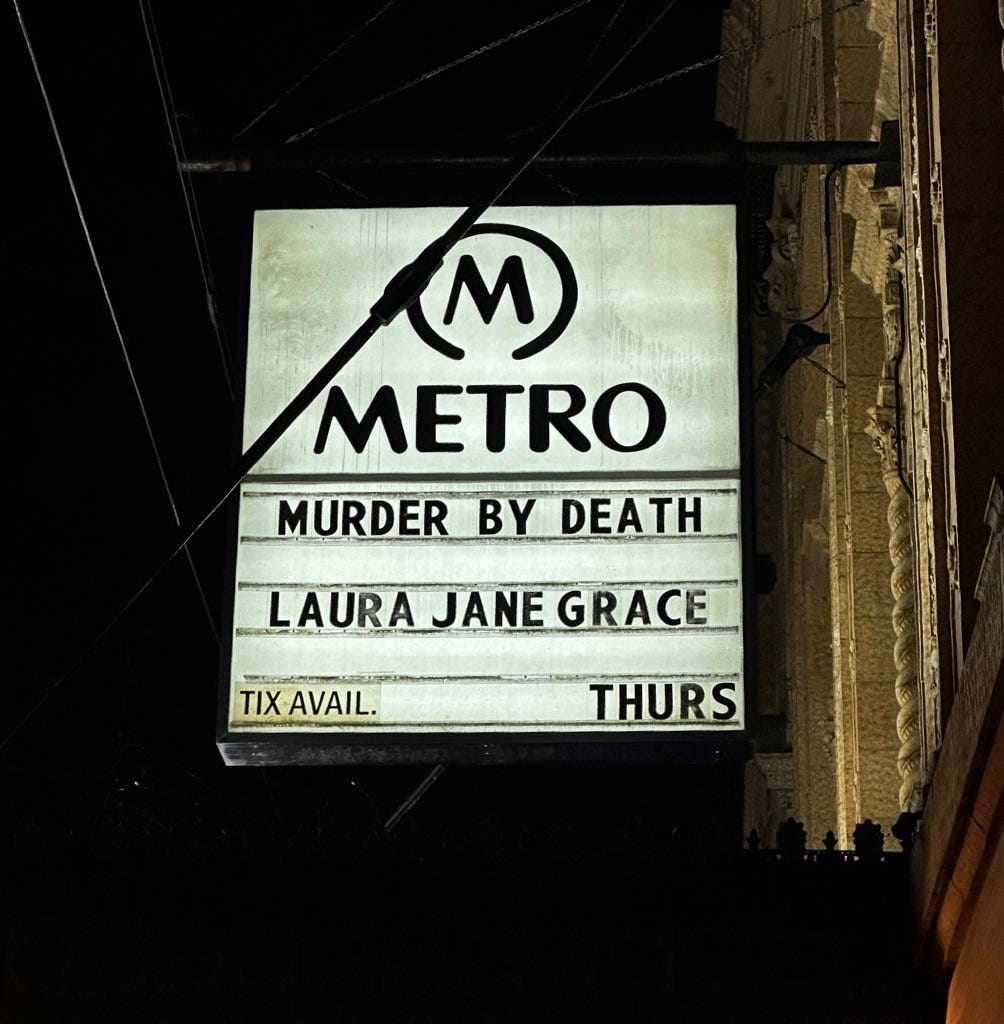 M
METRO
MURDER BY DEATH
LAURA JANE GRACE
TIX AVAIL. THURS